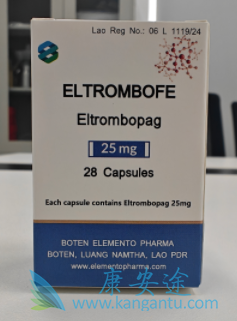 Lao Reg No.: 06 L 1119/24
ELTROMBOFE
Eltrombopag
25 mg
28 Capsules
Each capsule contains Eltrombopag 25mg
BOTEN ELEMENTO PHARMA
BOTEN, LUANG NAMTHA, LAO PDR
www.elementopharma.com
康安途
www.kangantu.com